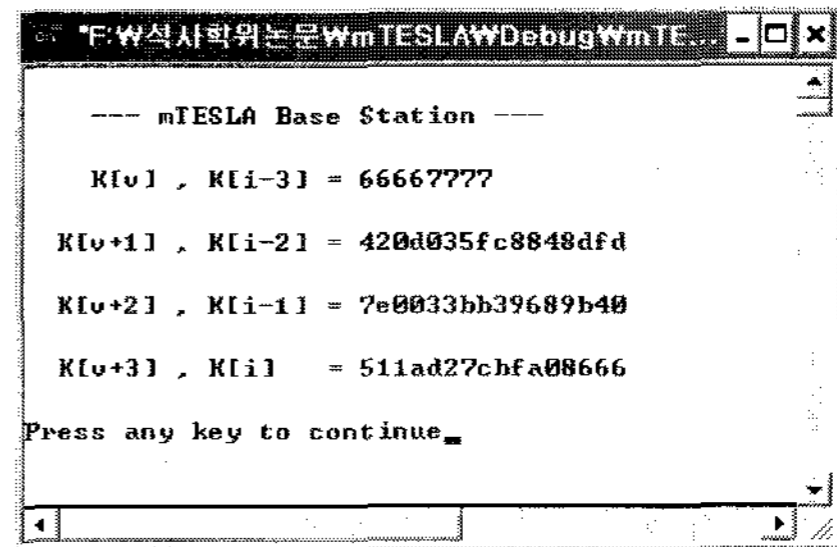 "F:₩석사학위논문₩mTESLA₩Debug₩mTE...
--- mTESLA Base Station ---
K[v] , K[i-3] = 66667777
K[v+1] , K[i-2] = 420d035fc8848dfd
K[v+2] , K[i-1] = 7e0033bb39689b40
K[v+3] , K[i] = 511ad27cbfa08666
Press any key to continue_